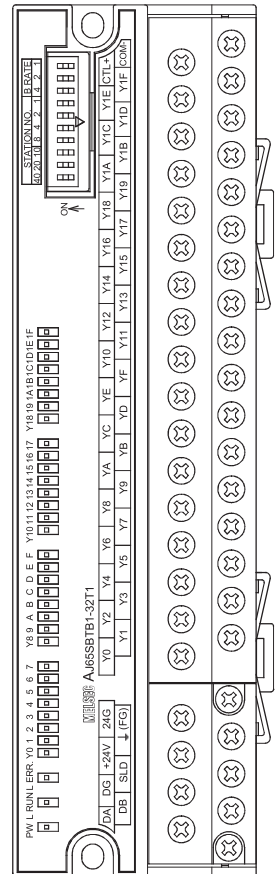 PW L RUN L ERR. Y0 1 2 3 4 5 6 7 Y8 9 A B C D E F Y10 11 12 13 14 15 16 17 Y18 19 1A 1B 1C 1D 1E 1F
STATION NO. B RATE
40 20 10 8 4 2 1 4 2 1
ON
MELSEC AJ65SBTB1-32T1
DA DG +24V 24G Y0 Y2 Y4 Y6 Y8 YA YC YE Y10 Y12 Y14 Y16 Y18 Y1A Y1C Y1E CTL+
DB SLD (FG) Y1 Y3 Y5 Y7 Y9 YB YD YF Y11 Y13 Y15 Y17 Y19 Y1B Y1D Y1F COM-